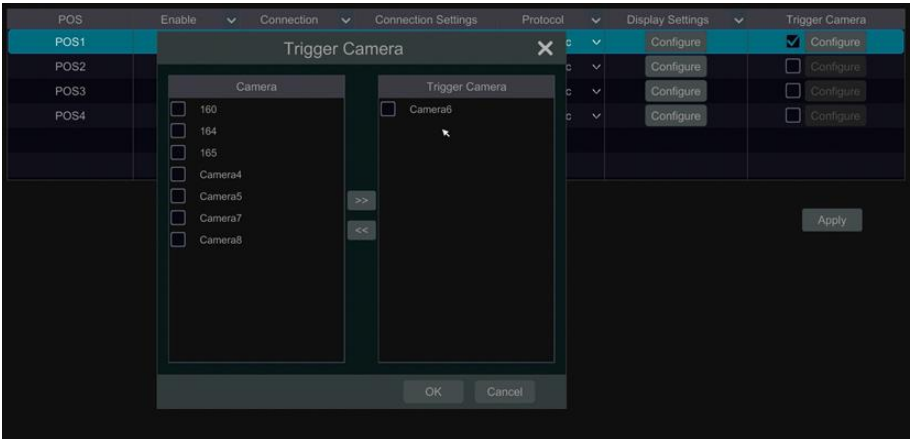 POS Enable Connection Connection Settings Protocol Display Settings Trigger Camera
POS1 Configure Configure
POS2 Configure Configure
POS3 Configure Configure
POS4 Configure Configure
Trigger Camera
Camera Trigger Camera
160 Camera6
164
165
Camera4
Camera5
Camera7
Camera8
>>
<<
Apply
OK Cancel